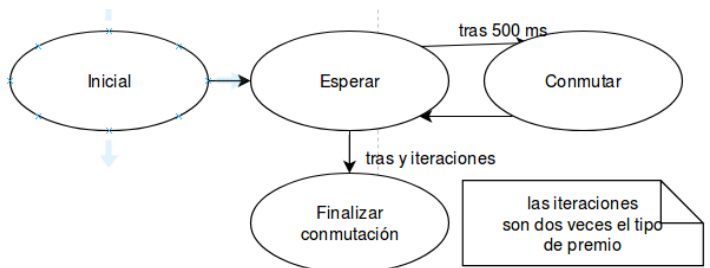 tras 500 ms
Inicial
Esperar
Conmutar
tras y iteraciones
Finalizar
conmutación
las iteraciones
son dos veces el tipo
de premio